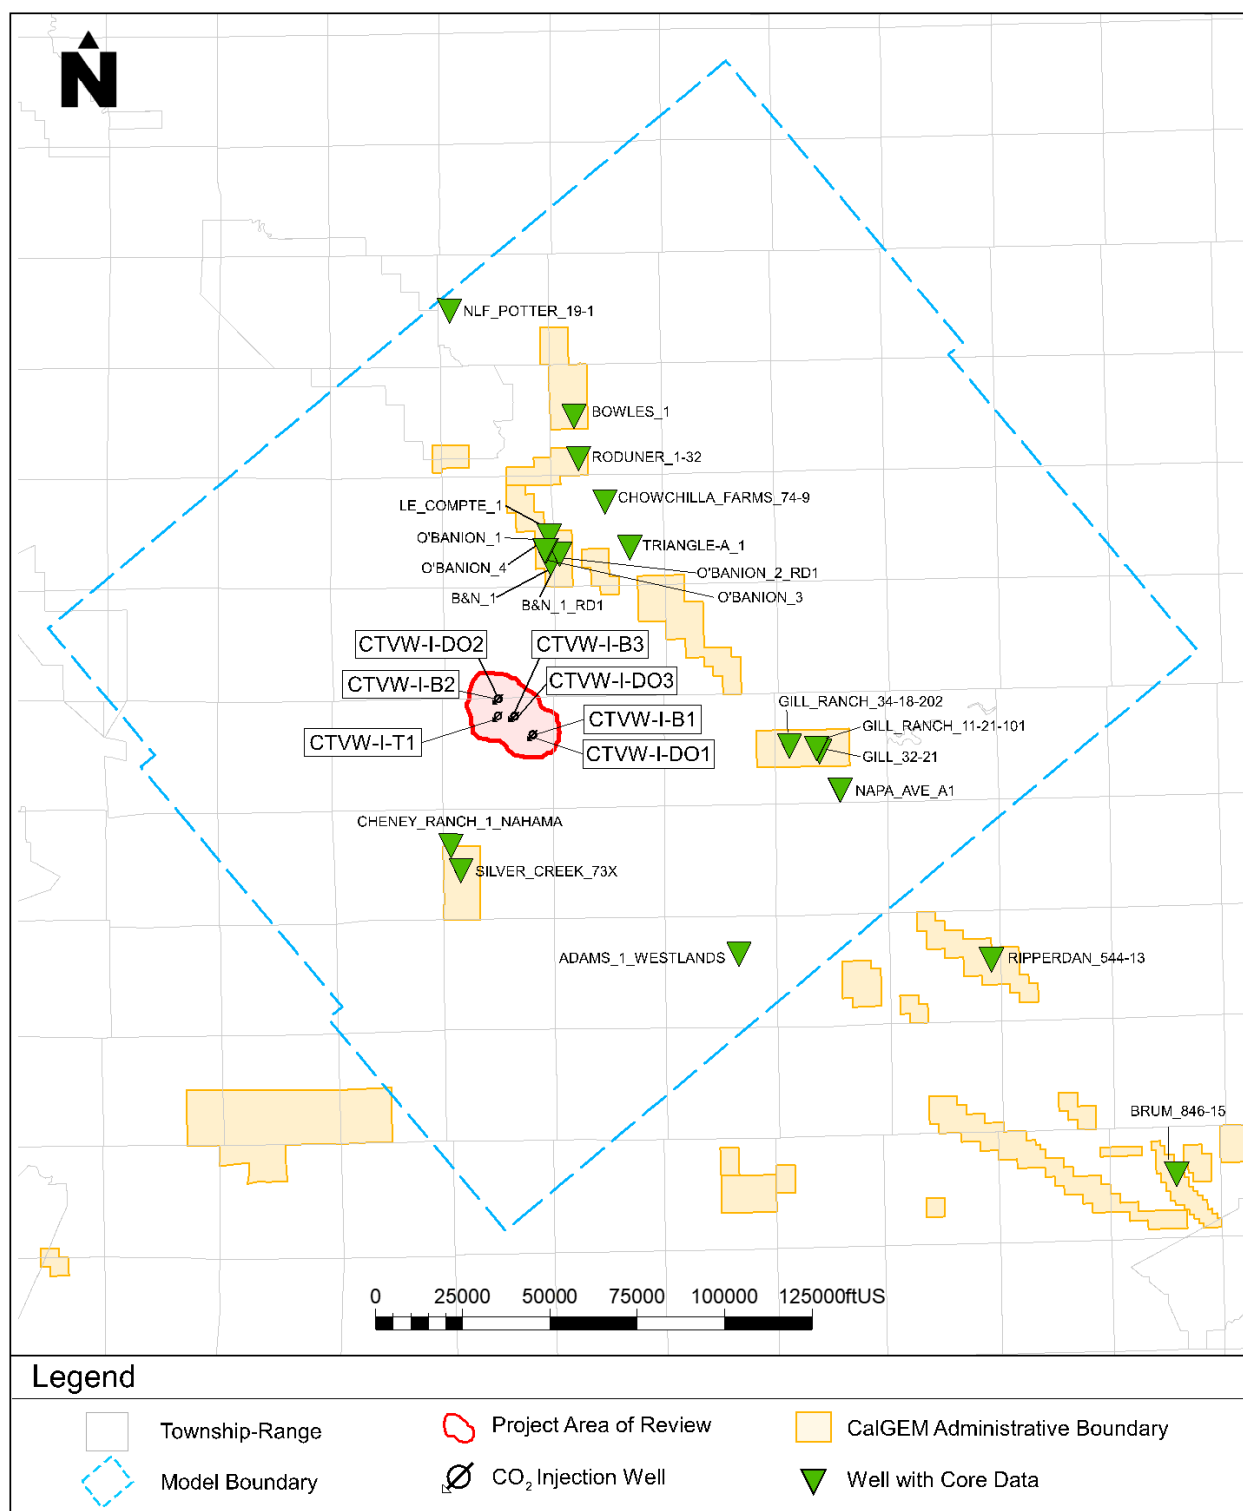 N
NLF_POTTER_19-1
BOWLES_1
RODUNER_1-32
CHOWCHILLA_FARMS_74-9
LE_COMPTE_1
O'BANION_1
TRIANGLE-A_1
O'BANION_4
O'BANION_2_RD1
B&N_1
B&N_1_RD1
O'BANION_3
CTVW-I-DO2
CTVW-I-B3
CTVW-I-B2
CTVW-I-DO3
CTVW-I-B1
CTVW-I-T1
CTVW-I-DO1
GILL_RANCH_34-18-202
GILL_RANCH_11-21-101
GILL_32-21
NAPA_AVE_A1
CHENEY_RANCH_1_NAHAMA
SILVER_CREEK_73X
ADAMS_1_WESTLANDS
RIPPERDAN_544-13
BRUM_846-15
0 25000 50000 75000 100000 125000ftUS
Legend
Township-Range
Project Area of Review
CalGEM Administrative Boundary
Model Boundary
CO₂ Injection Well
Well with Core Data